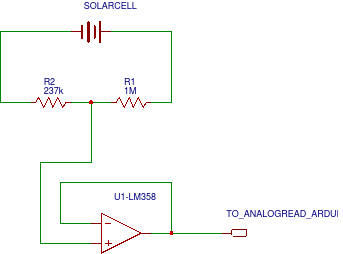 SOLARCELL
R2
237k
R1
1M
U1-LM358
TO_ANALOGREAD_ARDU